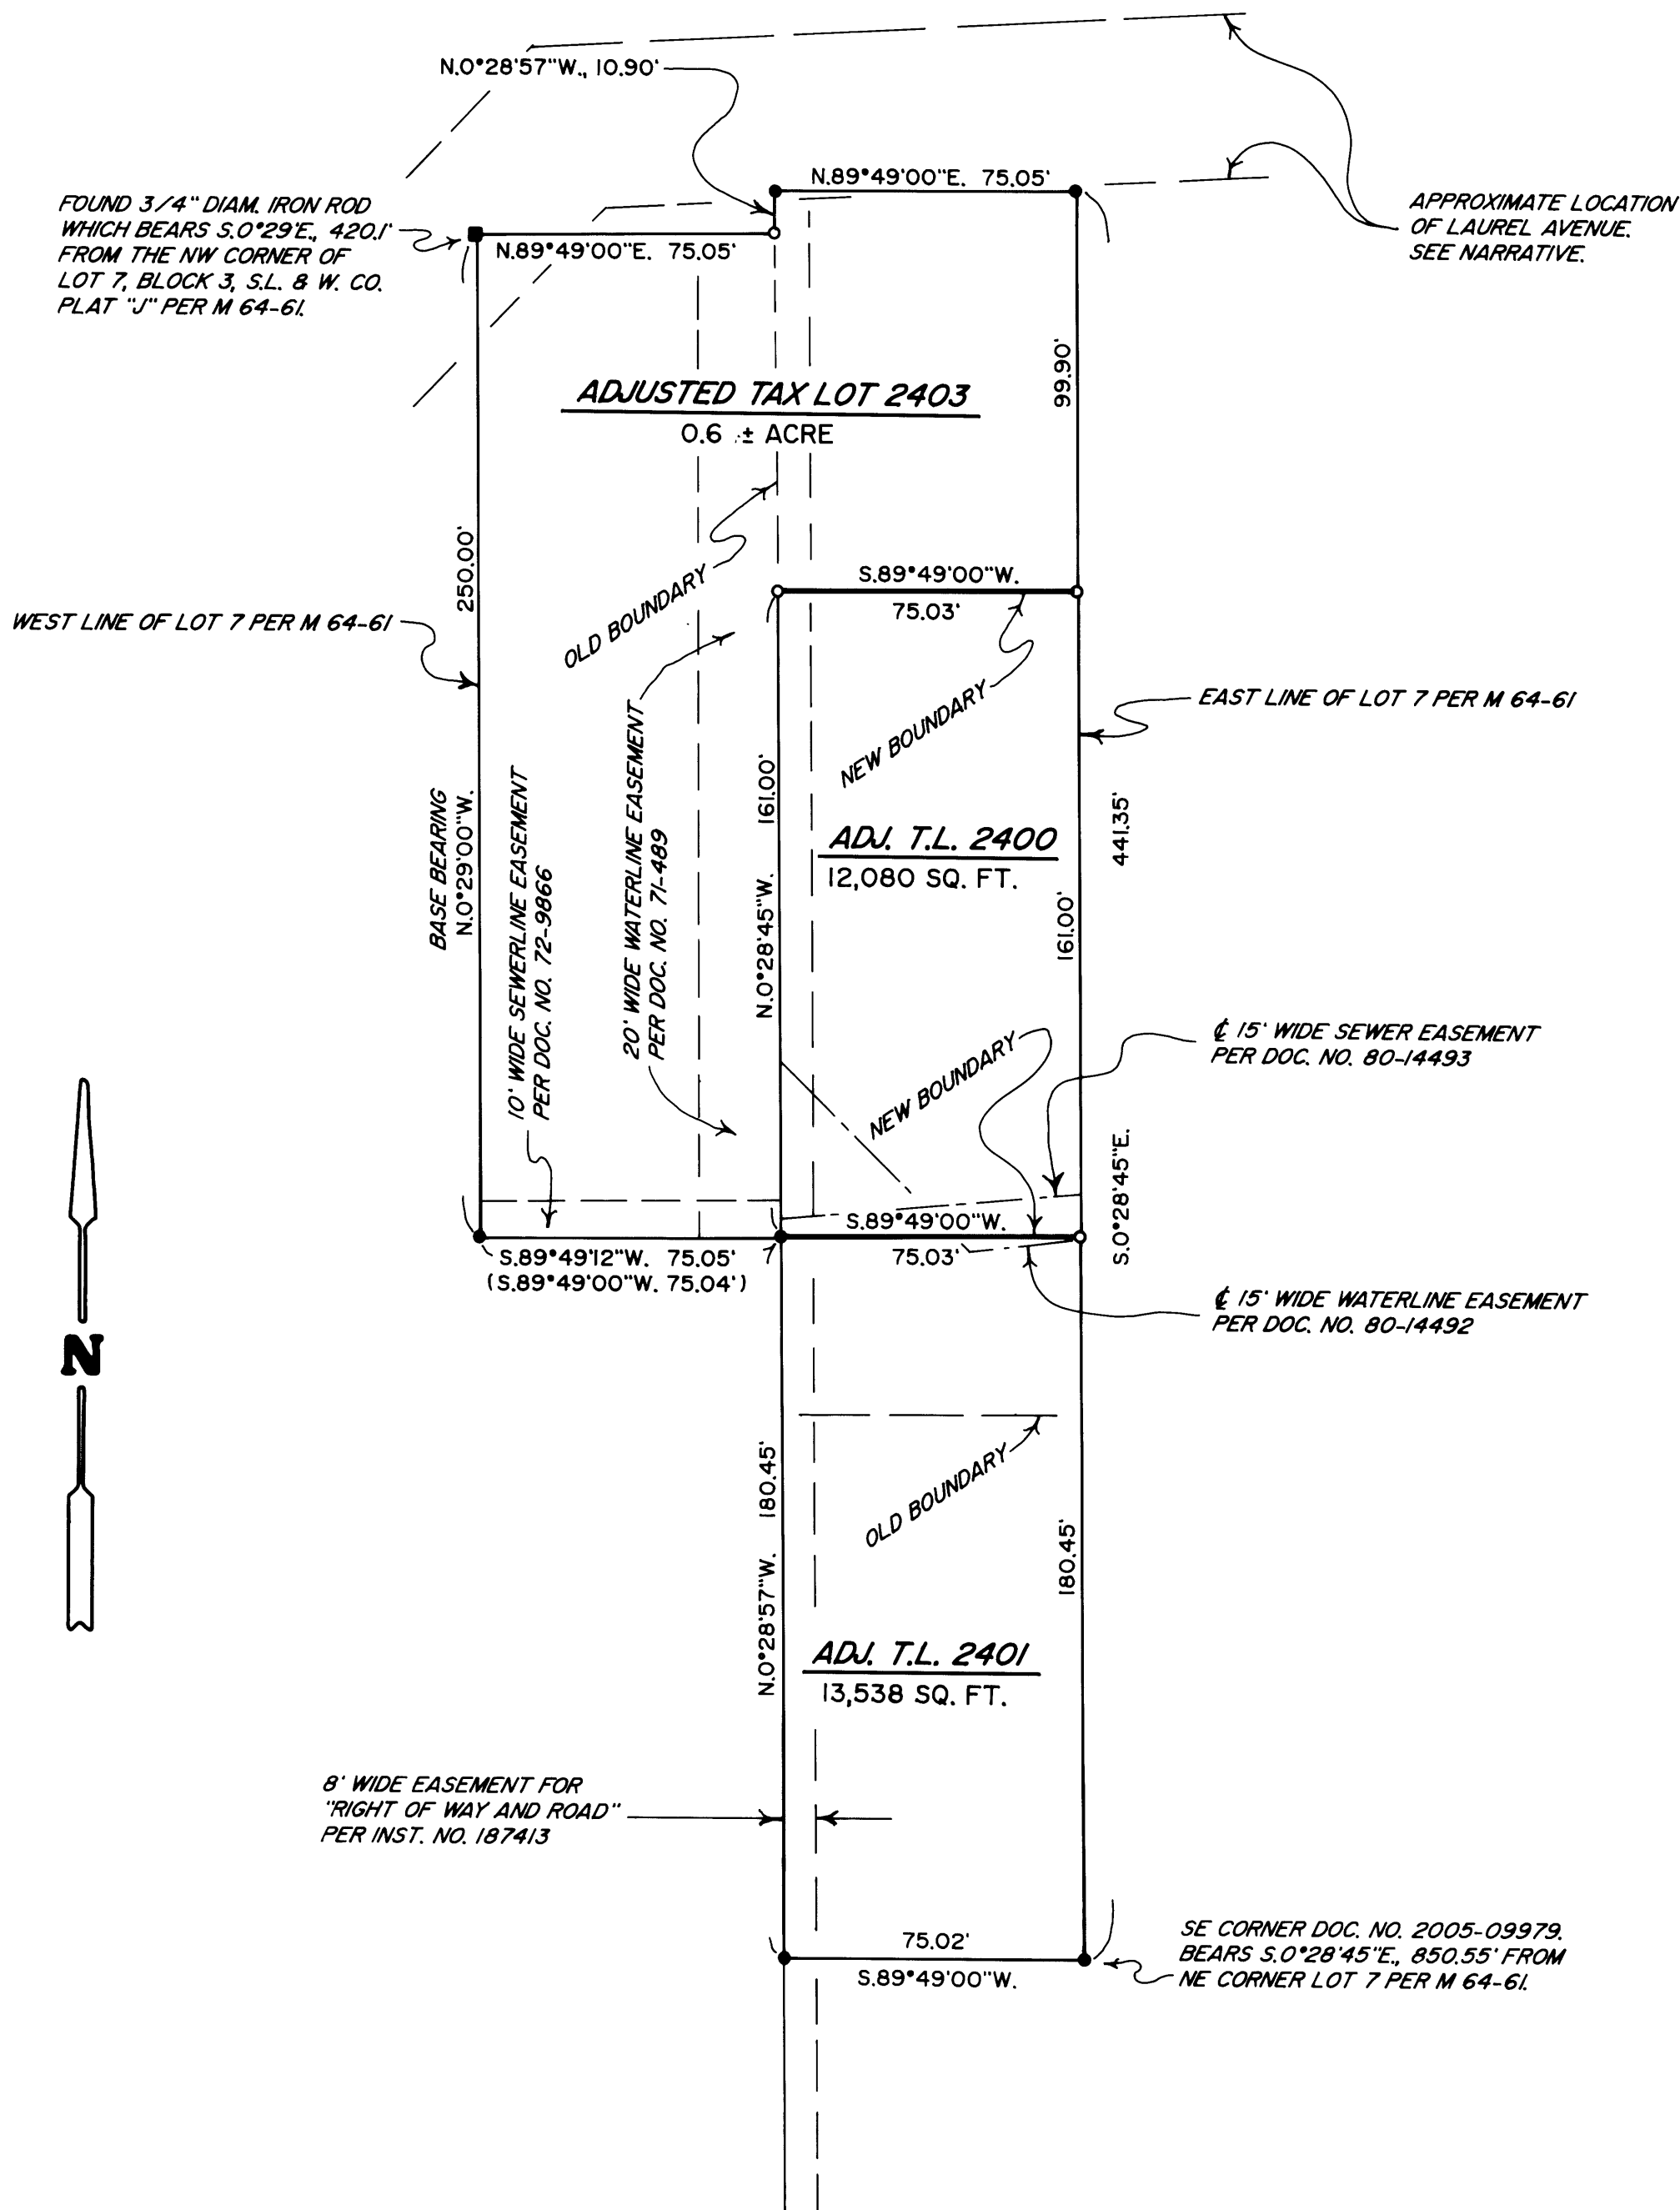 N.0°28'57"W., 10.90'
N.89°49'00"E. 75.05'
FOUND 3/4" DIAM. IRON ROD
WHICH BEARS S.0°29'E., 420.1'
FROM THE NW CORNER OF
LOT 7, BLOCK 3, S.L. & W. CO.
PLAT "J" PER M 64-61.
APPROXIMATE LOCATION
OF LAUREL AVENUE.
SEE NARRATIVE.
N.89°49'00"E. 75.05'
99.90'
ADJUSTED TAX LOT 2403
0.6 ± ACRE
250.00'
OLD BOUNDARY
S.89°49'00"W.
75.03'
WEST LINE OF LOT 7 PER M 64-61
NEW BOUNDARY
EAST LINE OF LOT 7 PER M 64-61
BASE BEARING
N.0°29'00"W.
10' WIDE SEWERLINE EASEMENT
PER DOC. NO. 72-9866
20' WIDE WATERLINE EASEMENT
PER DOC. NO. 71-489
N.0°28'45"W. 161.00'
ADJ. T.L. 2400
12,080 SQ. FT.
161.00'
S.0°28'45"E. 441.35'
NEW BOUNDARY
℄ 15' WIDE SEWER EASEMENT
PER DOC. NO. 80-14493
S.89°49'00"W.
75.03'
S.89°49'12"W. 75.05'
(S.89°49'00"W. 75.04')
℄ 15' WIDE WATERLINE EASEMENT
PER DOC. NO. 80-14492
N
OLD BOUNDARY
N.0°28'57"W. 180.45'
180.45'
ADJ. T.L. 2401
13,538 SQ. FT.
8' WIDE EASEMENT FOR
"RIGHT OF WAY AND ROAD"
PER INST. NO. 187413
75.02'
S.89°49'00"W.
SE CORNER DOC. NO. 2005-09979.
BEARS S.0°28'45"E., 850.55' FROM
NE CORNER LOT 7 PER M 64-61.